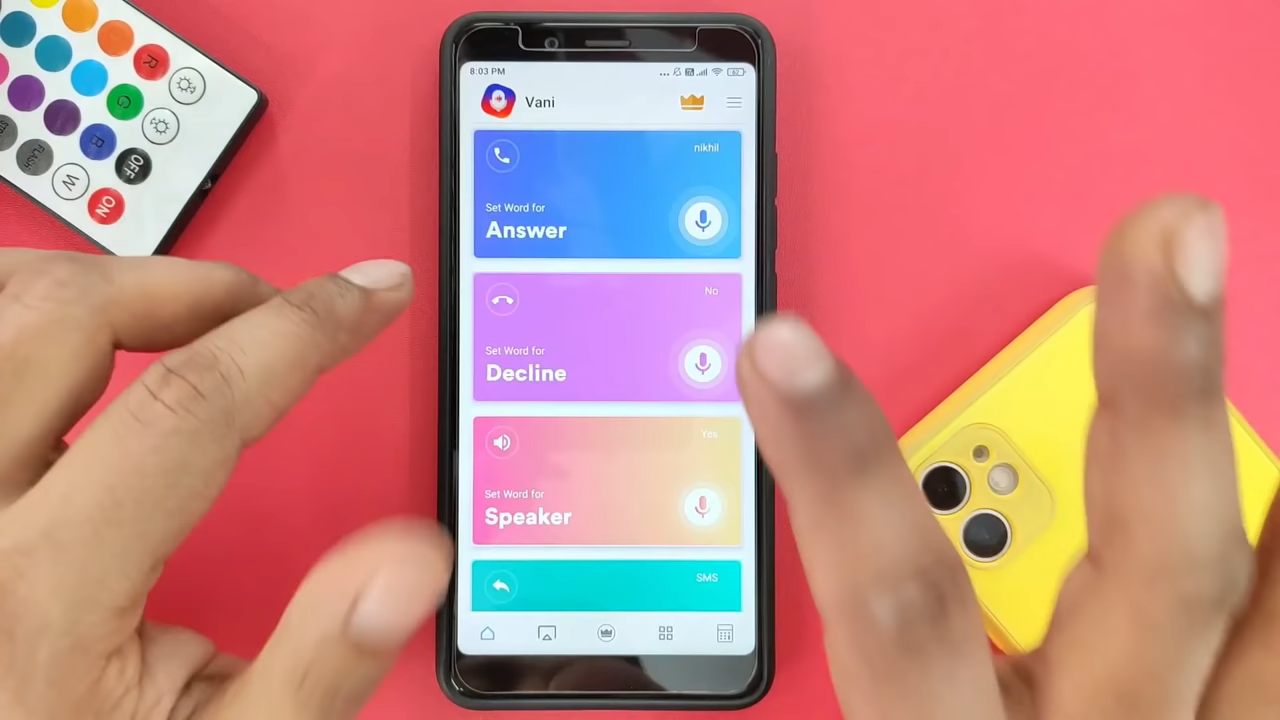 8:03 PM
62
Vani
nikhil
Set Word for
Answer
No
Set Word for
Decline
Yes
Set Word for
Speaker
SMS
R
G
B
W
FLASH
OFF
ON